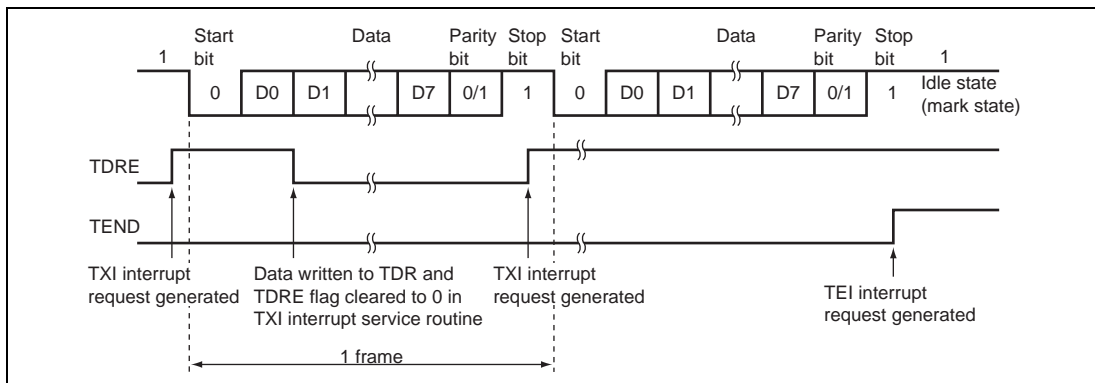 1
Start
bit
Data
Parity
bit
Stop
bit
Start
bit
Data
Parity
bit
Stop
bit
1
0
D0
D1
D7
0/1
1
0
D0
D1
D7
0/1
1
Idle state
(mark state)
TDRE
TEND
TXI interrupt
request generated
Data written to TDR and
TDRE flag cleared to 0 in
TXI interrupt service routine
TXI interrupt
request generated
TEI interrupt
request generated
1 frame